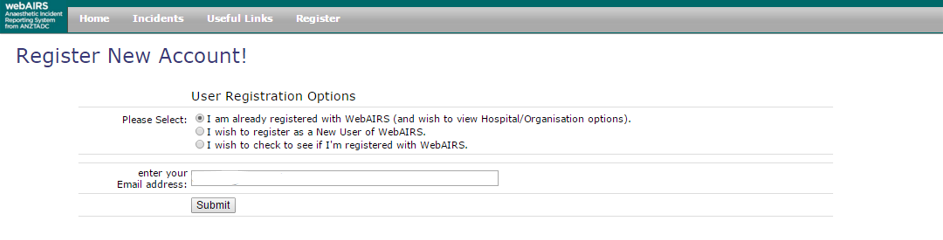 webAIRS
Anaesthetic Incident
Reporting System
from ANZTADC
Home Incidents Useful Links Register
Register New Account!
User Registration Options
Please Select: I am already registered with WebAIRS (and wish to view Hospital/Organisation options).
I wish to register as a New User of WebAIRS.
I wish to check to see if I'm registered with WebAIRS.
enter your
Email address:
Submit